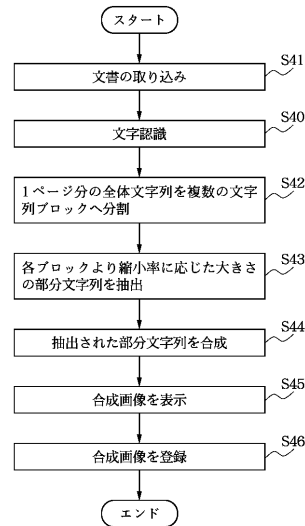 スタート
S41
文書の取り込み
S40
文字認識
S42
1ページ分の全体文字列を複数の文字
列ブロックへ分割
S43
各ブロックより縮小率に応じた大きさ
の部分文字列を抽出
S44
抽出された部分文字列を合成
S45
合成画像を表示
S46
合成画像を登録
エンド